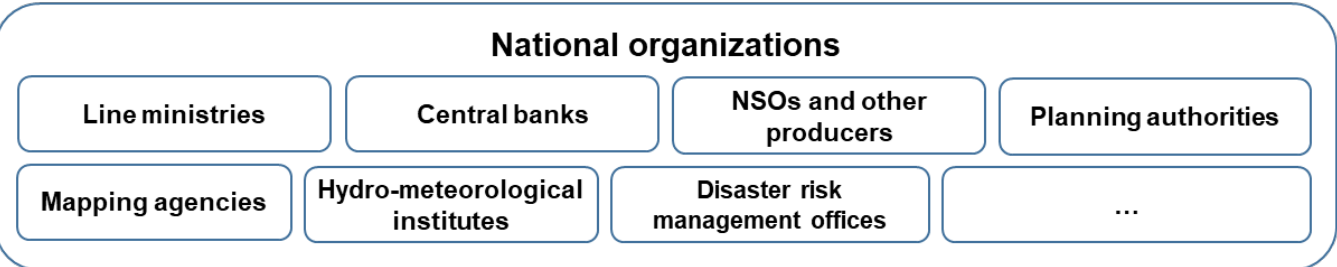 National organizations
Line ministries
Central banks
NSOs and other
producers
Planning authorities
Mapping agencies
Hydro-meteorological
institutes
Disaster risk
management offices
...